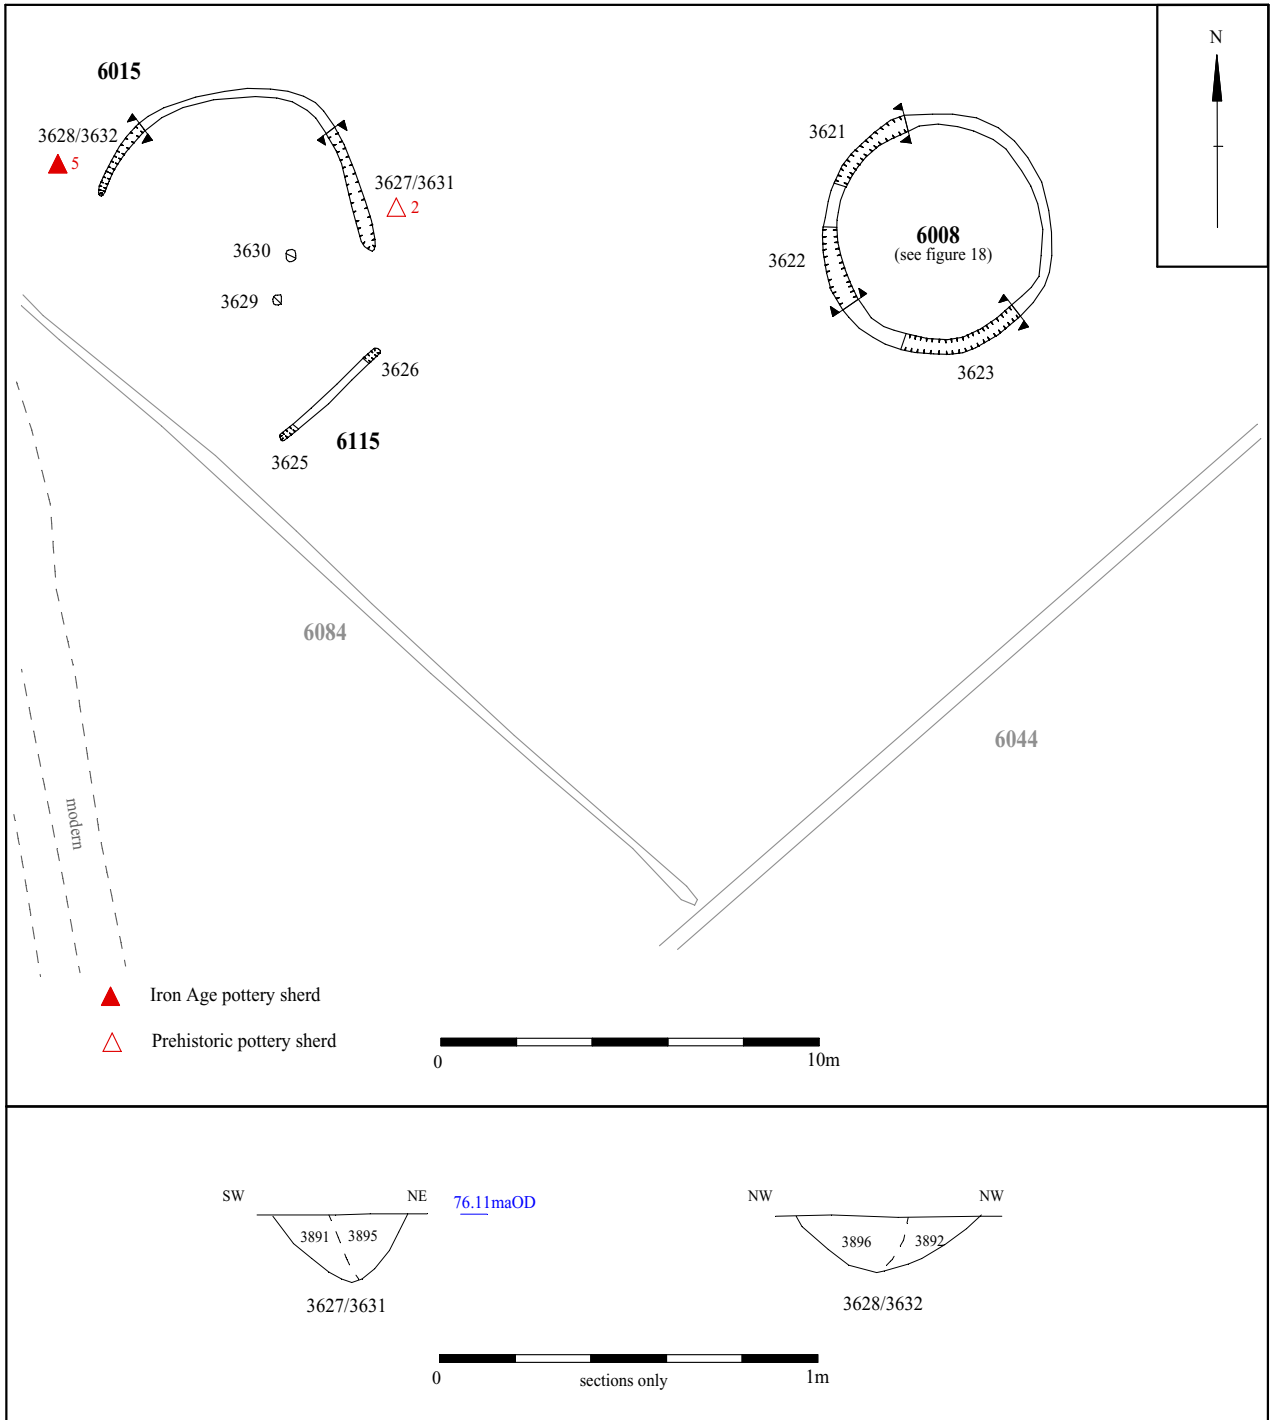 N
6015
3628/3632
5
3621
3627/3631
2
6008
(see figure 18)
3630
3622
3629
3626
3623
6115
3625
6084
6044
modern
Iron Age pottery sherd
Prehistoric pottery sherd
0
10m
SW
NE
76.11maOD
NW
NW
3891
3895
3896
3892
3627/3631
3628/3632
0
sections only
1m